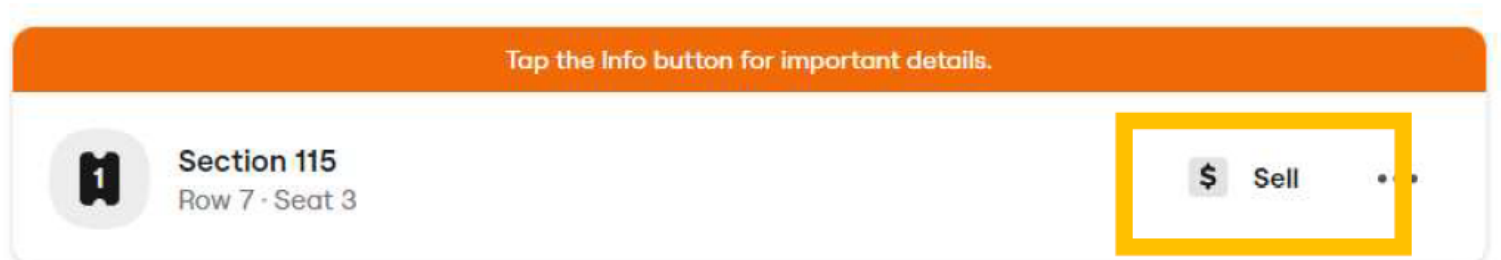 Tap the Info button for important details.
1
Section 115
Row 7 · Seat 3
$ Sell